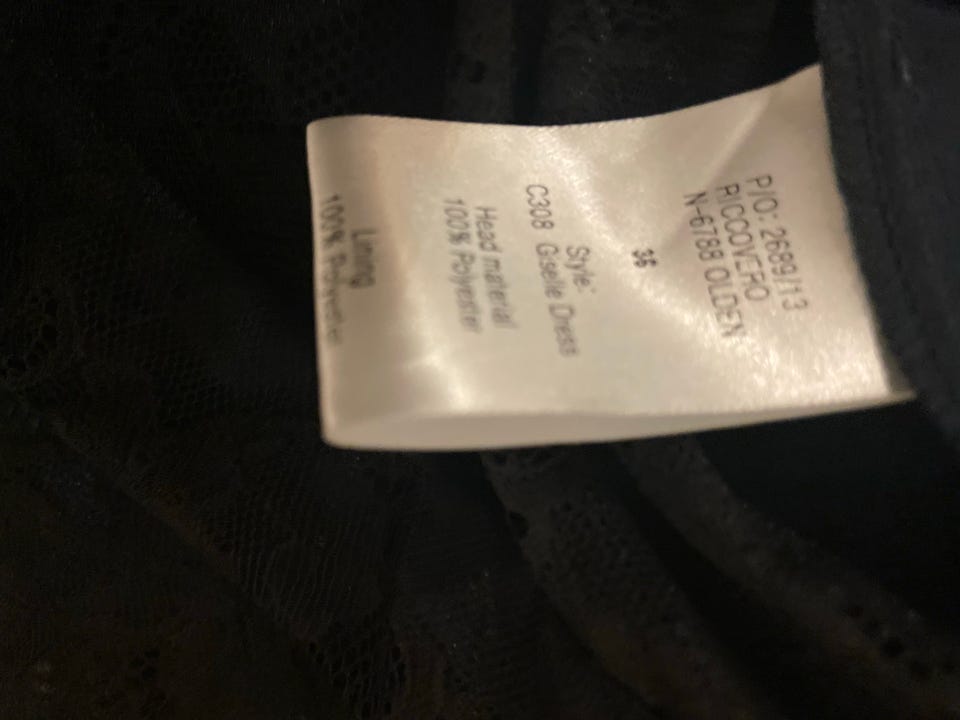 P/O: 2689/13
RICCOVERO
N-6788 OLDEN
36
Style:
C308 Giselle Dress
Head material
100% Polyester
Lining
100% Polyester